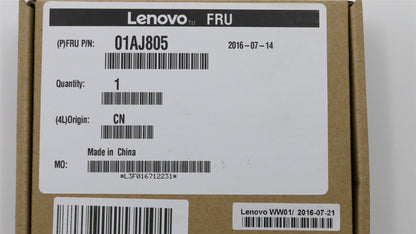 Lenovo™ FRU
(P)FRU P/N: 01AJ805 2016-07-14
Quantity: 1
(4L)Origin: CN
Made in China
MO:
*L3F016712231*
Lenovo WW01/ 2016-07-21